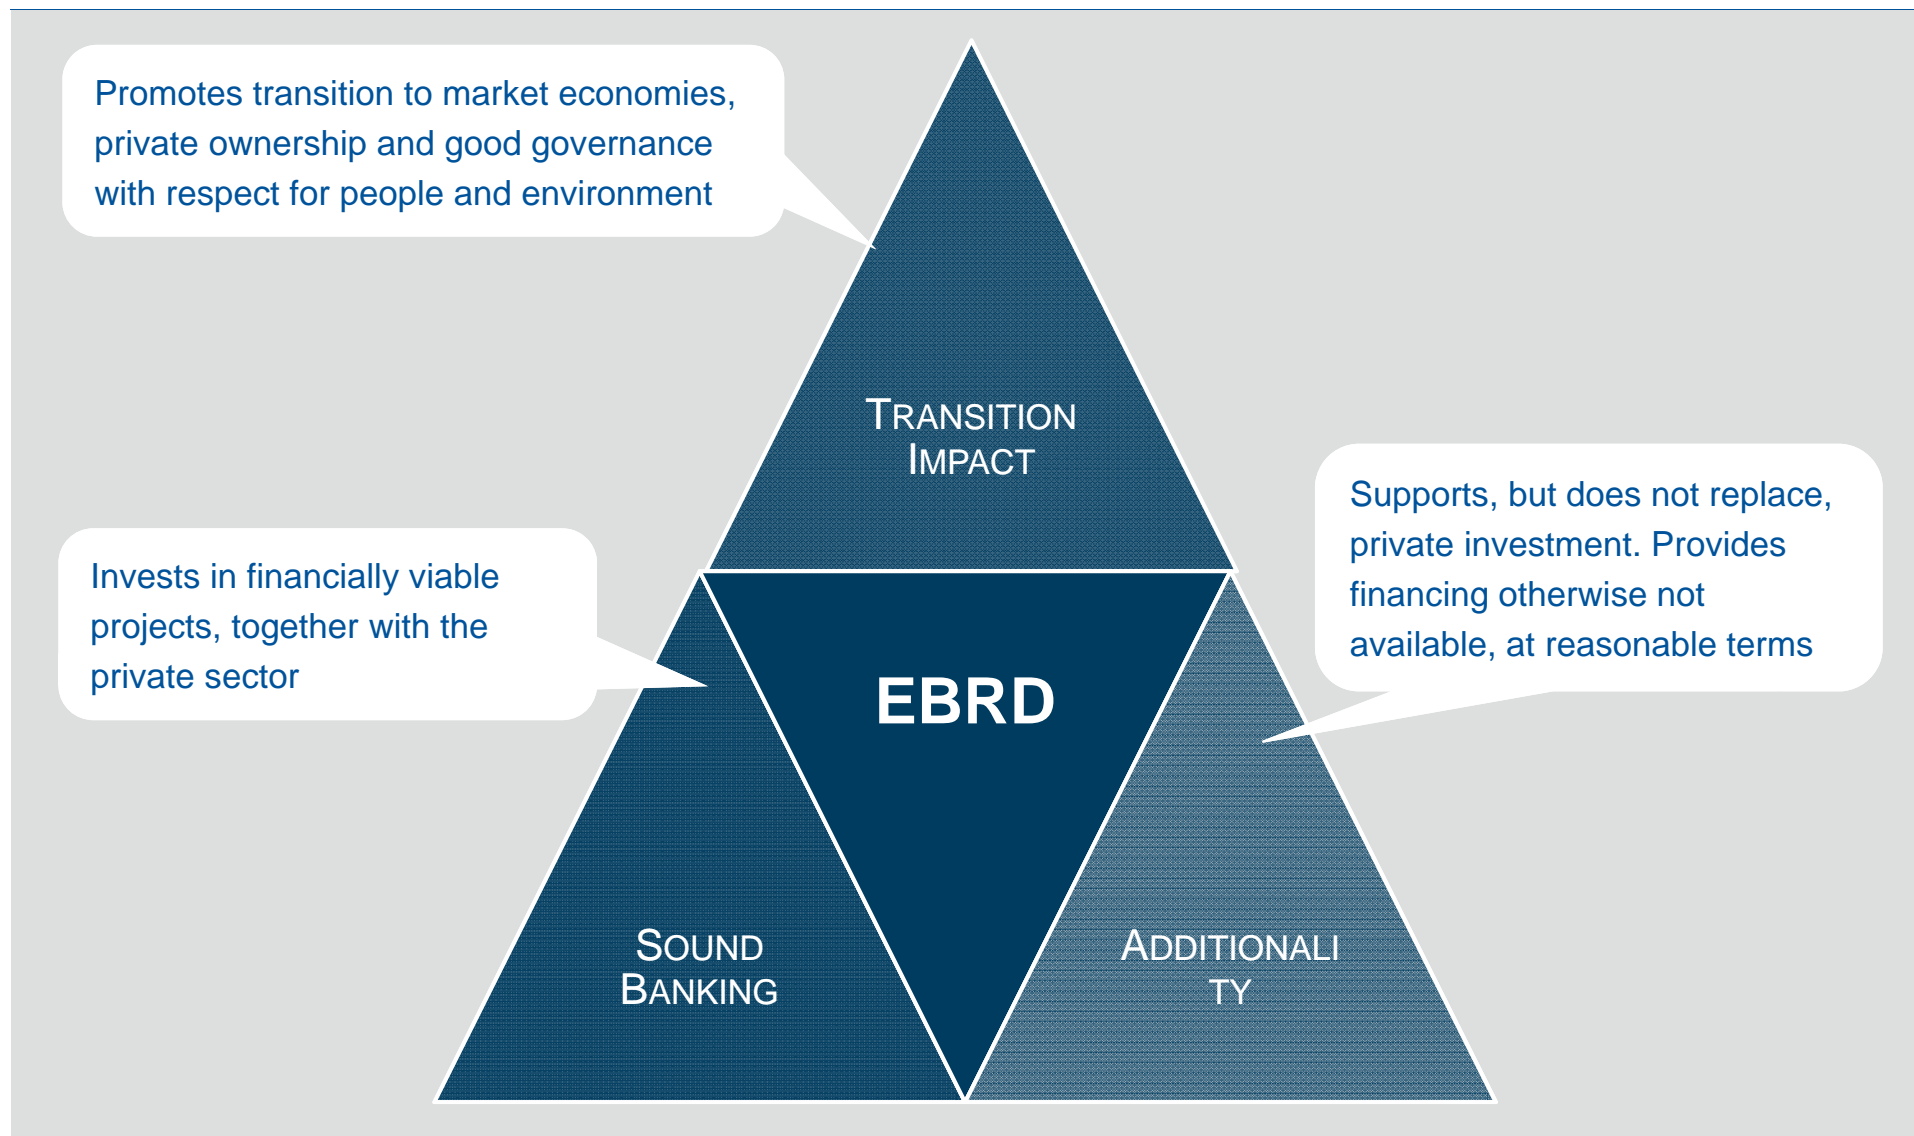 Promotes transition to market economies,
private ownership and good governance
with respect for people and environment
TRANSITION
IMPACT
Supports, but does not replace,
private investment. Provides
financing otherwise not
available, at reasonable terms
Invests in financially viable
projects, together with the
private sector
EBRD
SOUND
BANKING
ADDITIONALI
TY